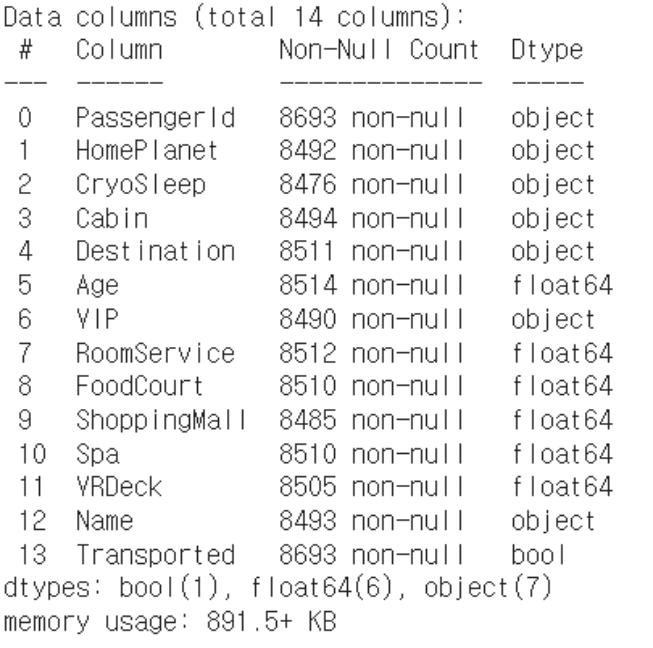 Data columns (total 14 columns):
 #   Column        Non-Null Count  Dtype
---  ------        --------------  -----
 0   PassengerId   8693 non-null   object
 1   HomePlanet    8492 non-null   object
 2   CryoSleep     8476 non-null   object
 3   Cabin         8494 non-null   object
 4   Destination   8511 non-null   object
 5   Age           8514 non-null   float64
 6   VIP           8490 non-null   object
 7   RoomService   8512 non-null   float64
 8   FoodCourt     8510 non-null   float64
 9   ShoppingMall  8485 non-null   float64
 10  Spa           8510 non-null   float64
 11  VRDeck        8505 non-null   float64
 12  Name          8493 non-null   object
 13  Transported   8693 non-null   bool
dtypes: bool(1), float64(6), object(7)
memory usage: 891.5+ KB